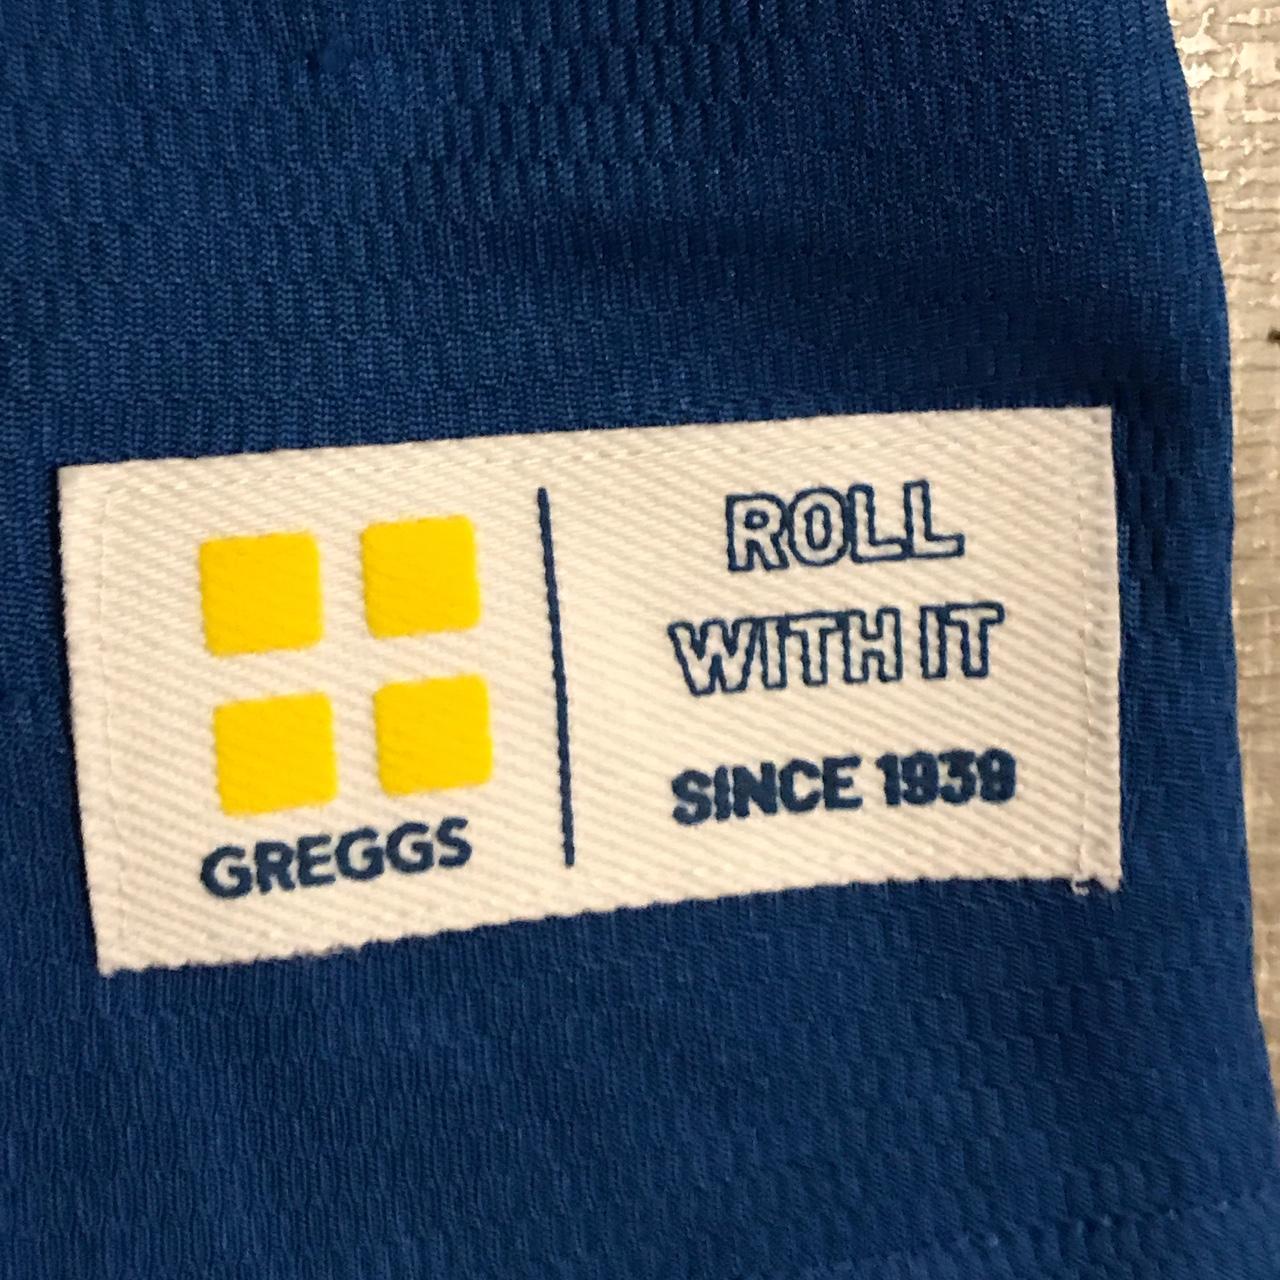 GREGGS
ROLL
WITH IT
SINCE 1939